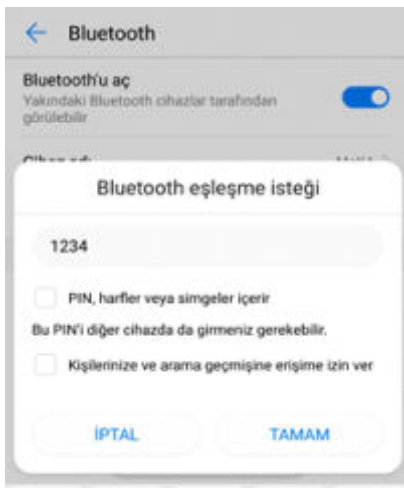 Bluetooth
Bluetooth'u aç
Yakındaki Bluetooth cihazlar tarafından
görülebilir
Bluetooth eşleşme isteği
1234
PIN, harfler veya simgeler içerir
Bu PIN'i diğer cihazda da girmeniz gerekebilir.
Kişilerinize ve arama geçmişine erişime izin ver
İPTAL
TAMAM